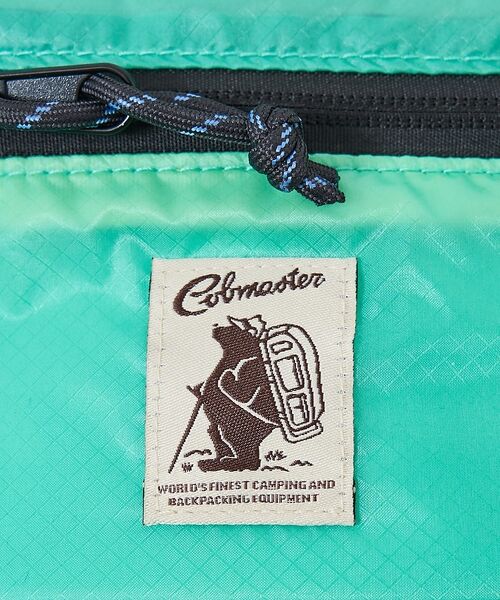 Cobmaster
WORLD'S FINEST CAMPING AND
BACKPACKING EQUIPMENT